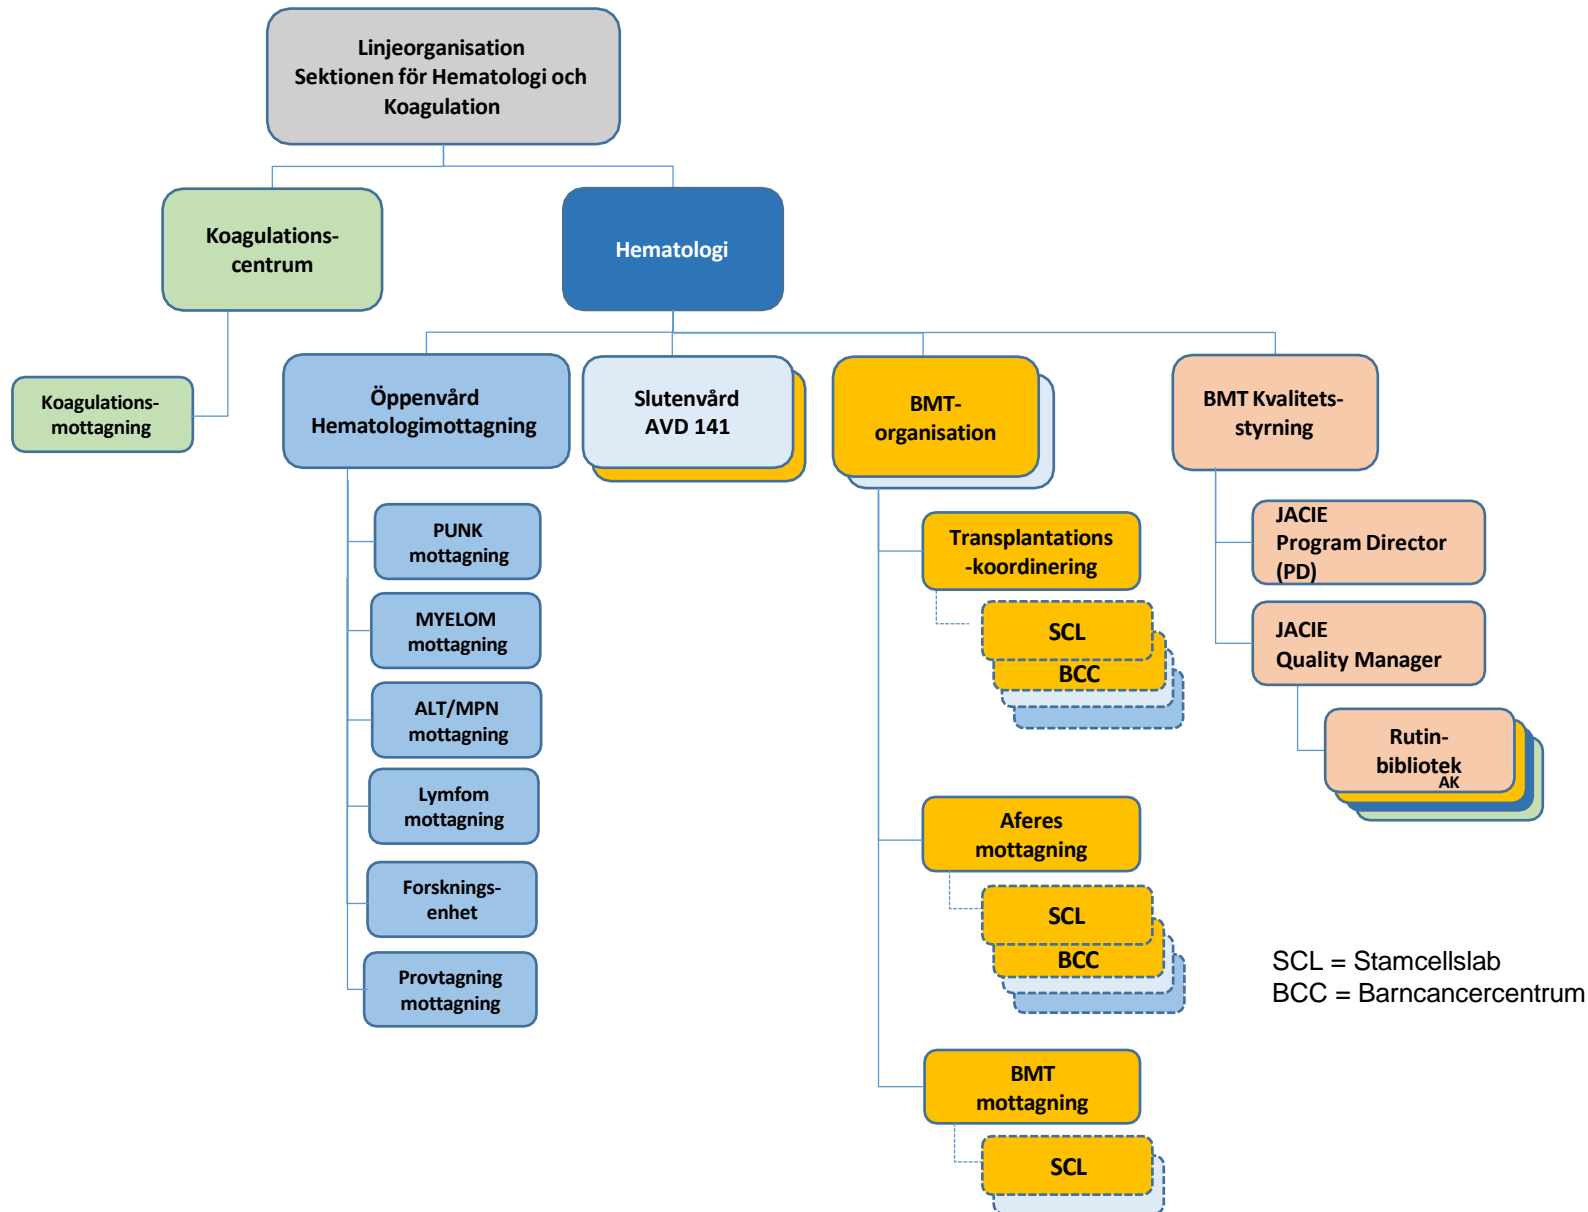 Linjeorganisation
Sektionen för Hematologi och
Koagulation
Koagulations-
centrum
Hematologi
Koagulations-
mottagning
Öppenvård
Hematologimottagning
Slutenvård
AVD 141
BMT-
organisation
BMT Kvalitets-
styrning
PUNK
mottagning
MYELOM
mottagning
ALT/MPN
mottagning
Lymfom
mottagning
Forsknings-
enhet
Provtagning
mottagning
Transplantations
-koordinering
SCL
BCC
Aferes
mottagning
SCL
BCC
BMT
mottagning
SCL
JACIE
Program Director
(PD)
JACIE
Quality Manager
Rutin-
bibliotek
AK
SCL = Stamcellslab
BCC = Barncancercentrum